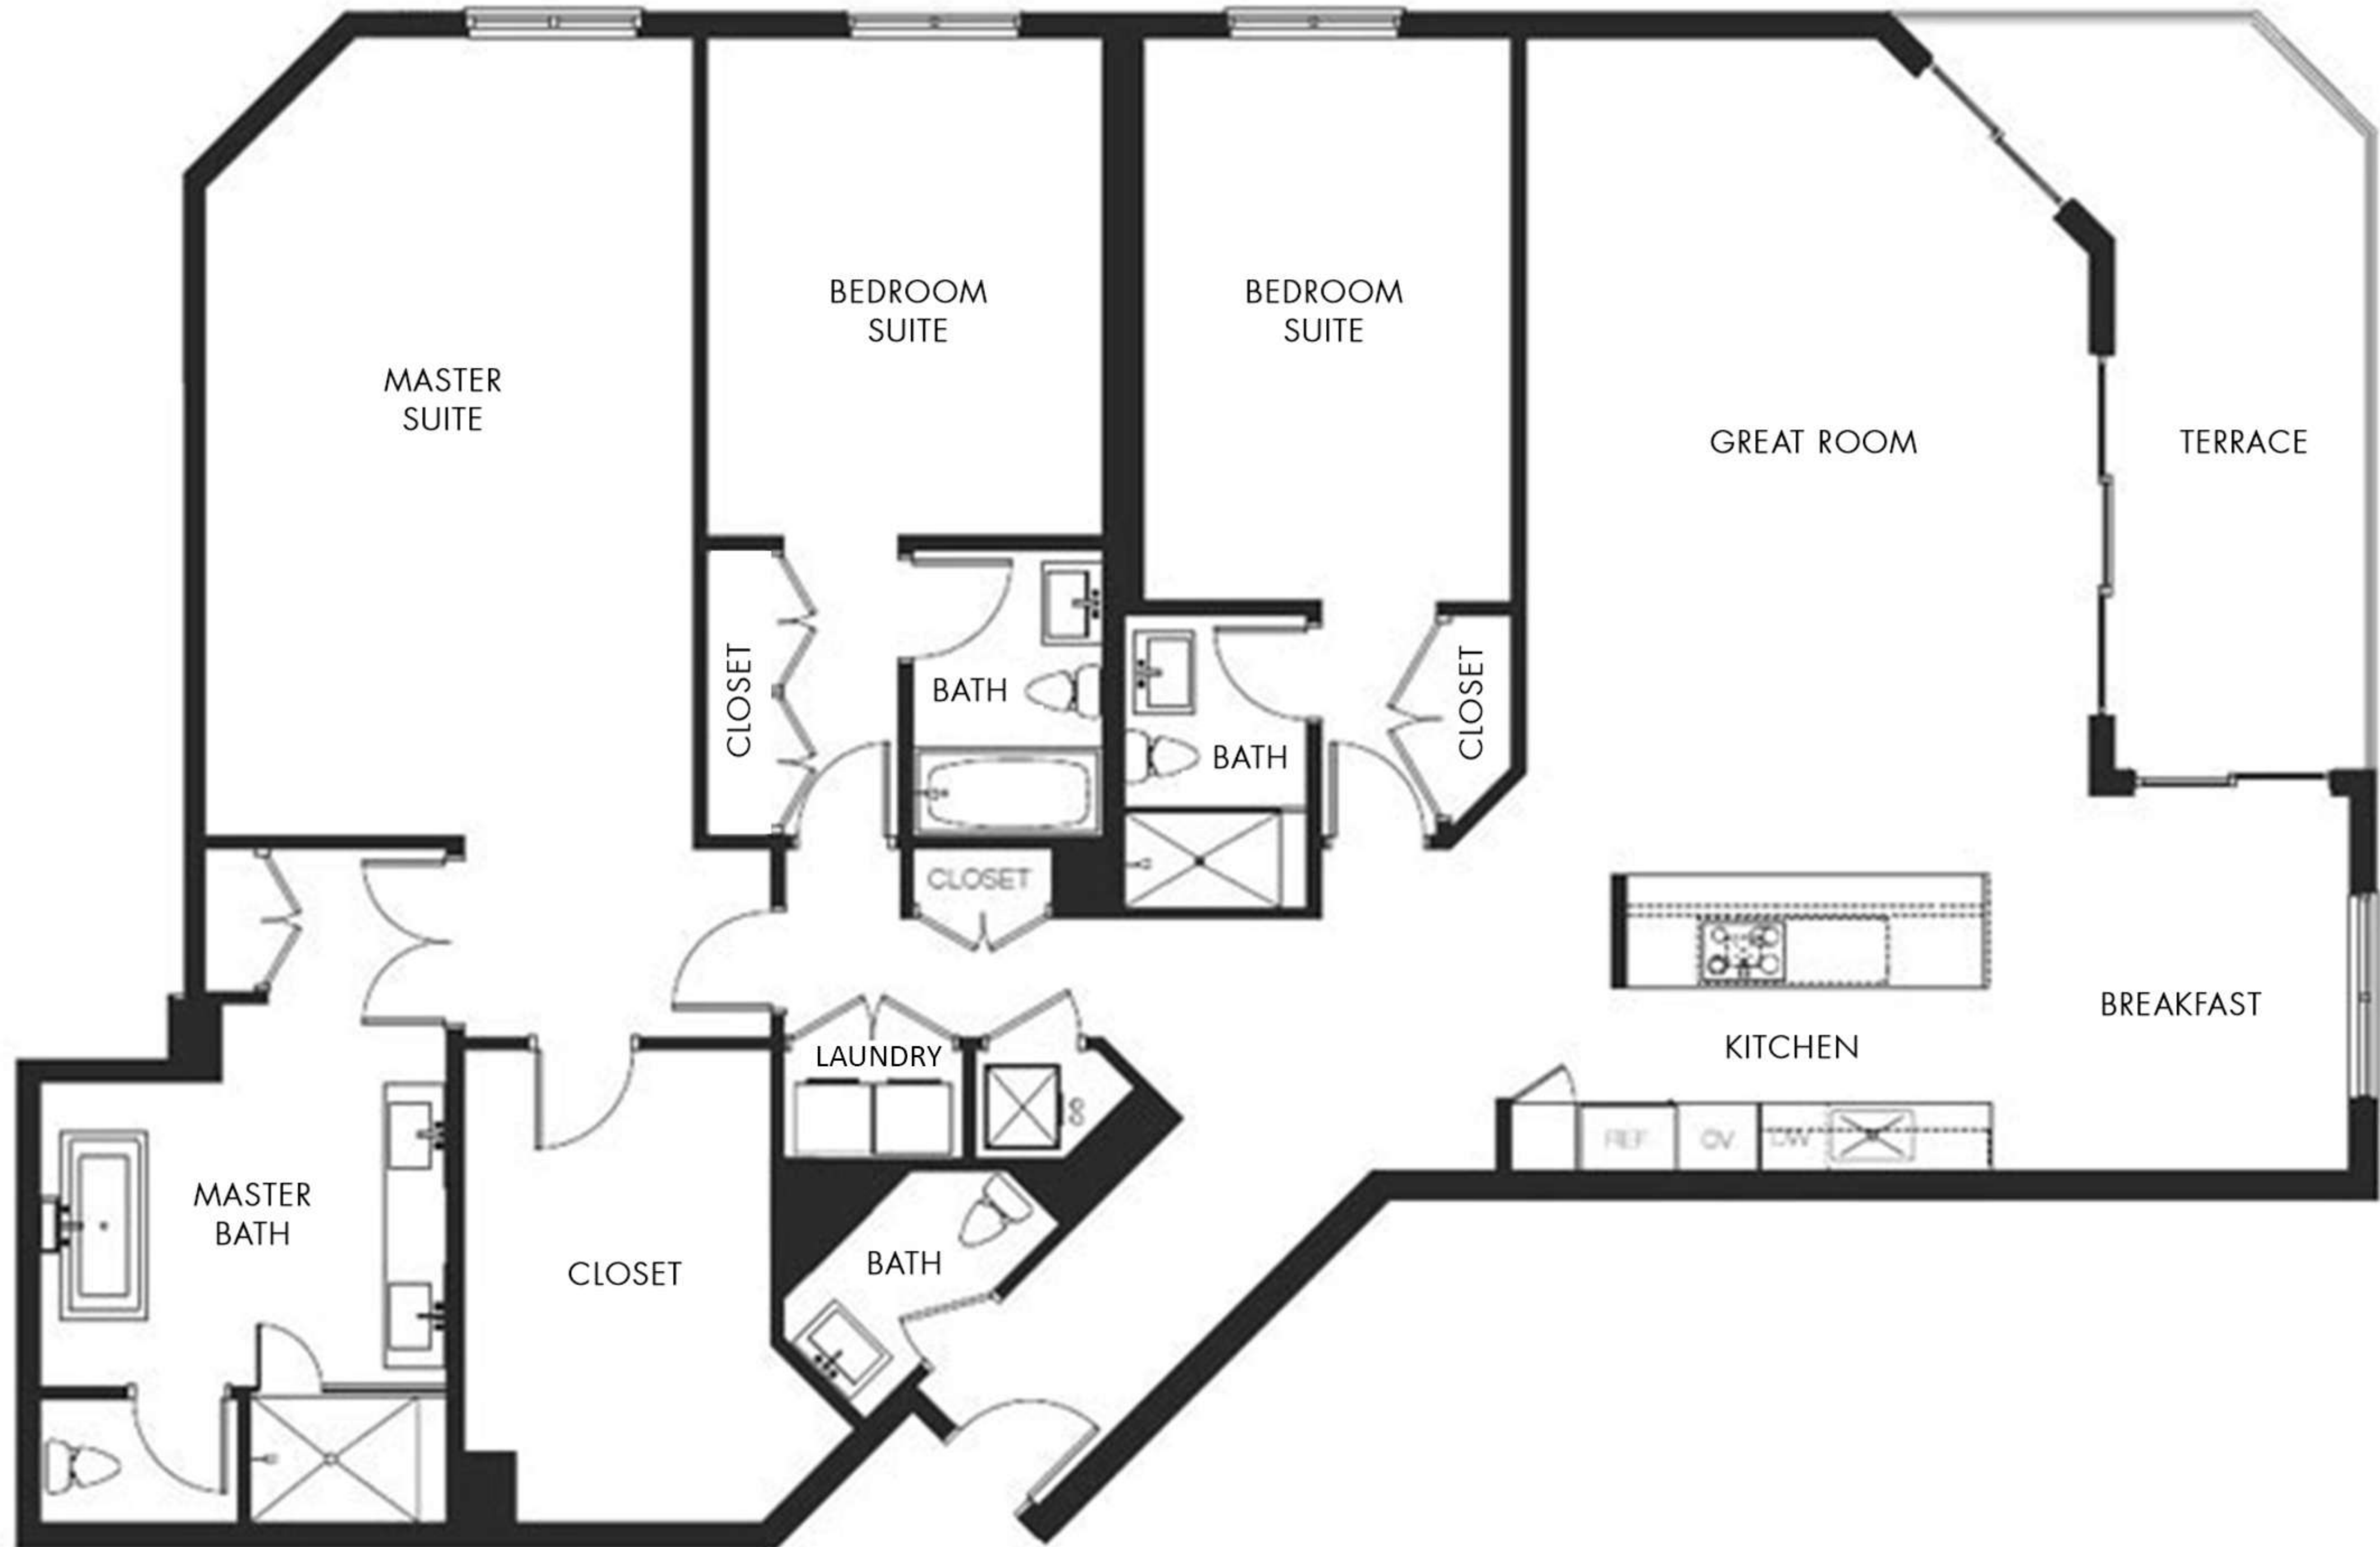 BEDROOM
SUITE
BEDROOM
SUITE
MASTER
SUITE
GREAT ROOM
TERRACE
CLOSET
BATH
BATH
CLOSET
CLOSET
BREAKFAST
KITCHEN
LAUNDRY
REF
OV
DW
MASTER
BATH
BATH
CLOSET